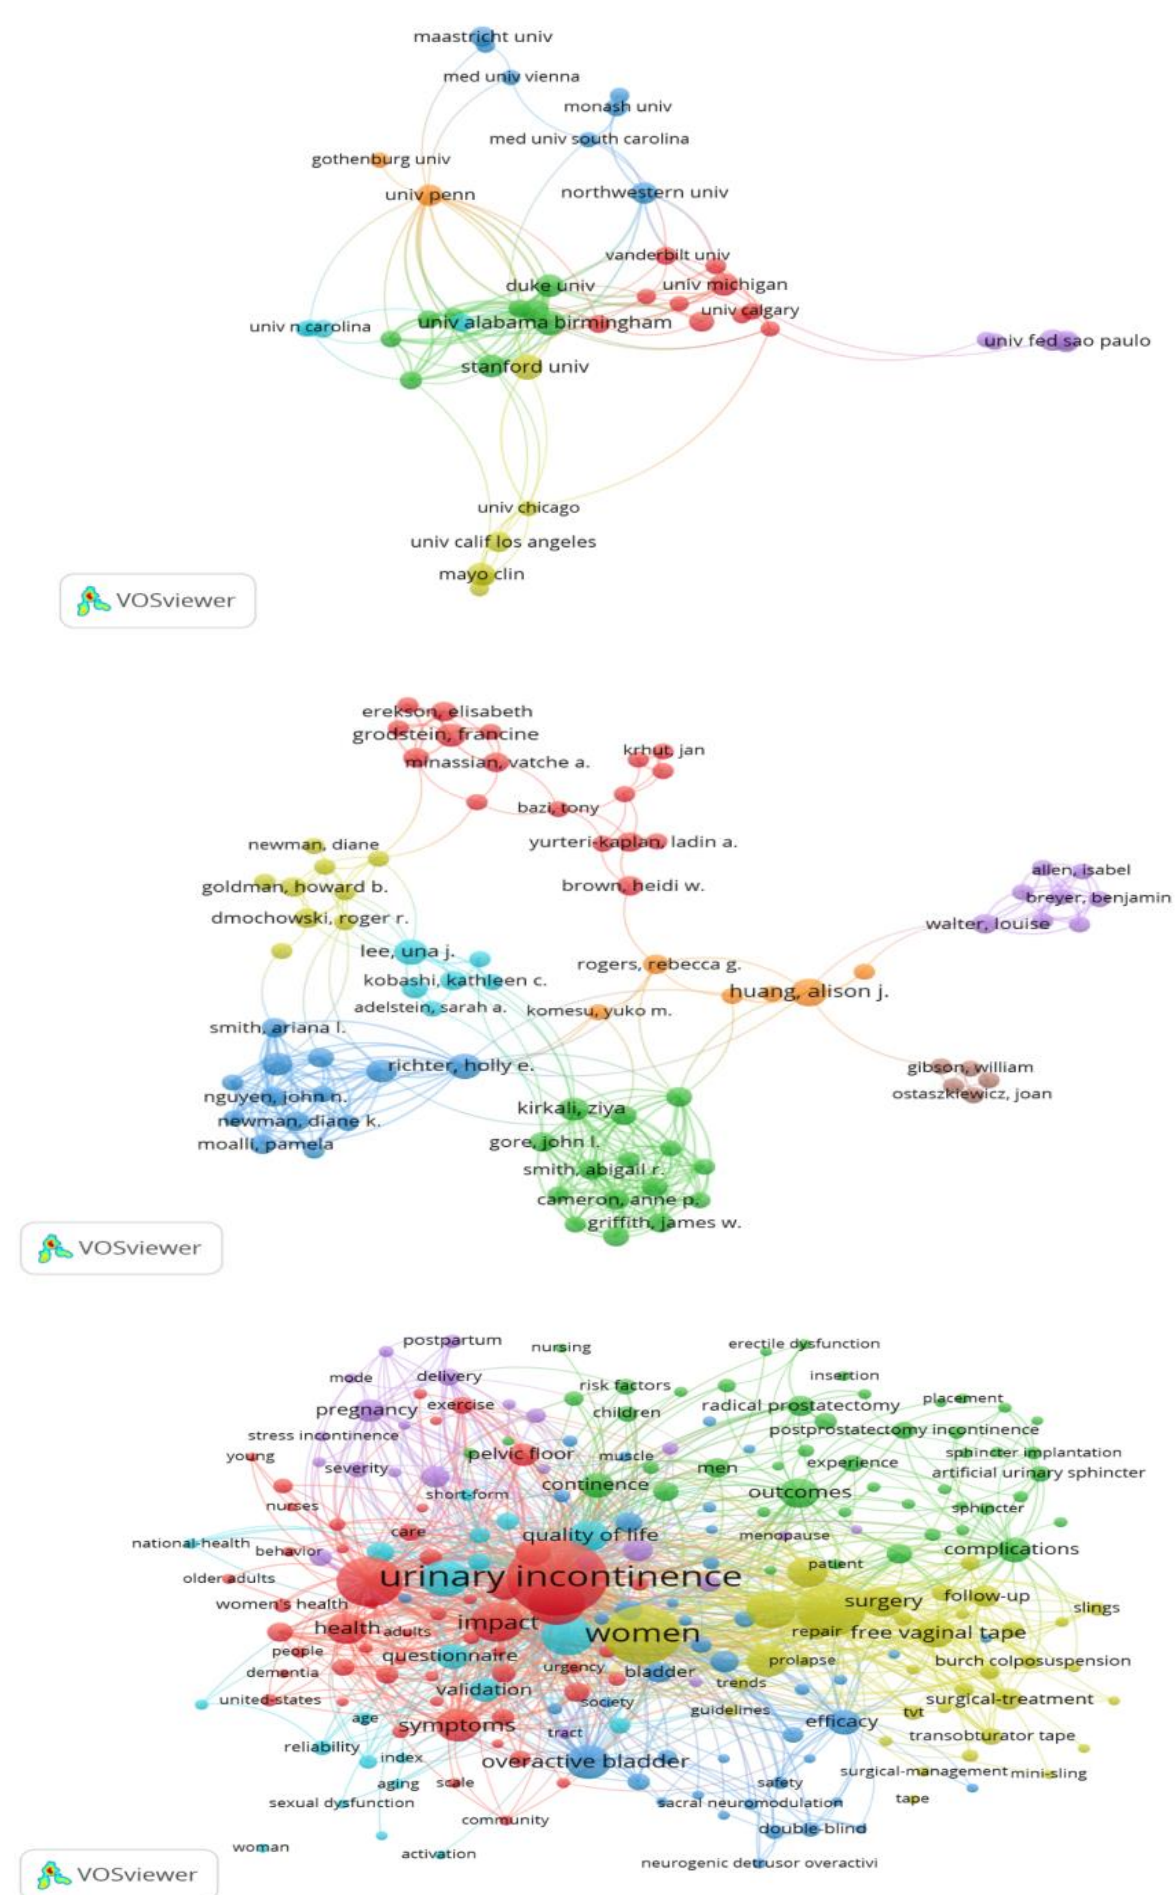 maastricht univ
med univ vienna
monash univ
med univ south carolina
gothenburg univ
univ penn
northwestern univ
vanderbilt univ
duke univ
univ michigan
univ calgary
univ n carolina
univ alabama birmingham
univ fed sao paulo
stanford univ
univ chicago
univ calif los angeles
mayo clin
VOSviewer
erekson, elisabeth
grodstein, francine
krhut, jan
minassian, vatche a.
bazi, tony
newman, diane
yurteri-kaplan, ladin a.
allen, isabel
goldman, howard b.
brown, heidi w.
breyer, benjamin
dmochowski, roger r.
walter, louise
lee, una j.
rogers, rebecca g.
kobashi, kathleen c.
huang, alison j.
adelstein, sarah a.
komesu, yuko m.
smith, ariana l.
richter, holly e.
gibson, william
nguyen, john n.
ostaszkiewicz, joan
kirkali, ziya
newman, diane k.
moalli, pamela
gore, john l.
smith, abigail r.
cameron, anne p.
griffith, james w.
VOSviewer
postpartum
nursing
erectile dysfunction
mode
delivery
risk factors
insertion
pregnancy
exercise
children
radical prostatectomy
placement
stress incontinence
postprostatectomy incontinence
young
pelvic floor
muscle
sphincter implantation
severity
men
experience
artificial urinary sphincter
short-form
continence
outcomes
nurses
sphincter
care
quality of life
menopause
national-health
behavior
complications
older adults
urinary incontinence
patient
women's health
surgery
follow-up
slings
health
adults
impact
women
repair
free vaginal tape
people
questionnaire
urgency
bladder
prolapse
burch colposuspension
dementia
validation
trends
united-states
society
guidelines
surgical-treatment
age
symptoms
tract
efficacy
tvt
transobturator tape
reliability
index
overactive bladder
surgical-management
mini-sling
aging
scale
safety
sexual dysfunction
sacral neuromodulation
tape
community
double-blind
woman
activation
neurogenic detrusor overactivi
VOSviewer